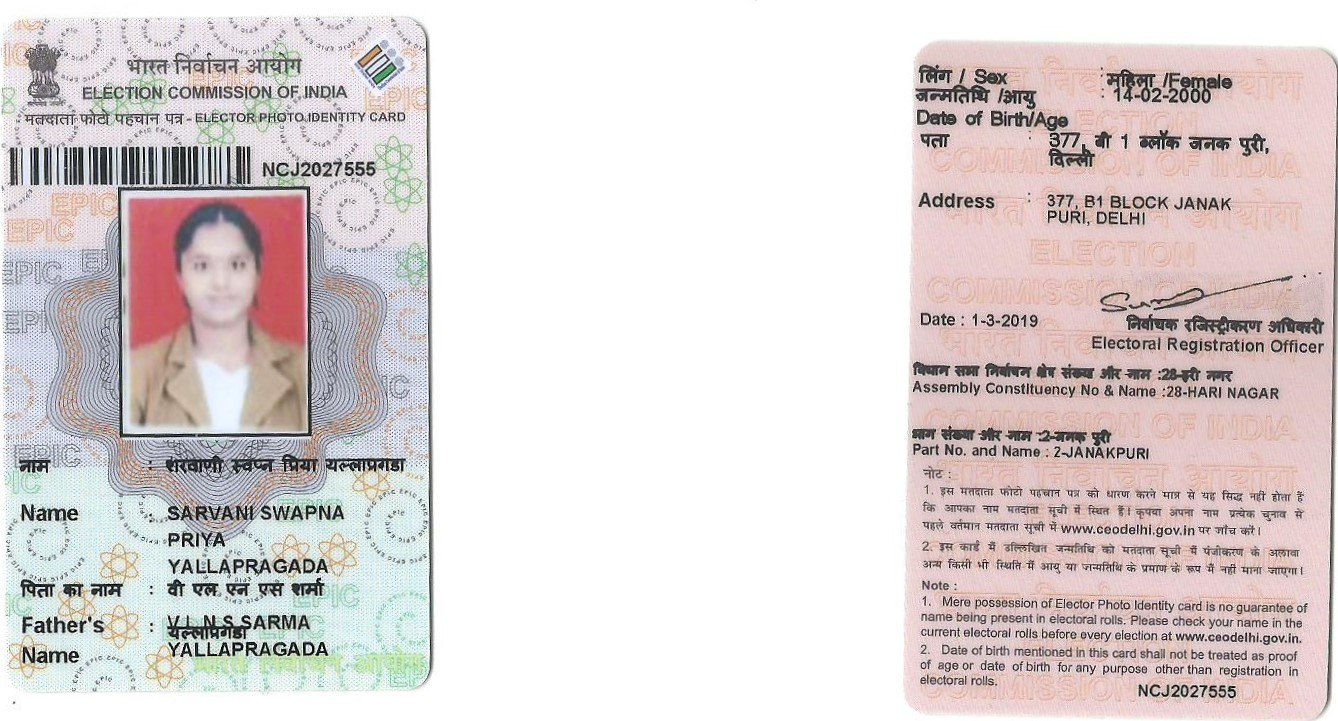 भारत निर्वाचन आयोग
ELECTION COMMISSION OF INDIA
मतदाता फोटो पहचान पत्र - ELECTOR PHOTO IDENTITY CARD
NCJ2027555
नाम : शरवाणी स्वप्न प्रिया यल्लाप्रगडा
Name : SARVANI SWAPNA
PRIYA
YALLAPRAGADA
पिता का नाम : वी एल एन एस शर्मा
यल्लाप्रगडा
Father's : V L N S SARMA
Name YALLAPRAGADA
लिंग / Sex : महिला /Female
जन्मतिथि /आयु : 14-02-2000
Date of Birth/Age
पता : 377, बी 1 ब्लॉक जनक पुरी,
दिल्ली
Address : 377, B1 BLOCK JANAK
PURI, DELHI
Date : 1-3-2019
निर्वाचक रजिस्ट्रीकरण अधिकारी
Electoral Registration Officer
विधान सभा निर्वाचन क्षेत्र संख्या और नाम :28-हरी नगर
Assembly Constituency No & Name :28-HARI NAGAR
भाग संख्या और नाम :2-जनक पुरी
Part No. and Name : 2-JANAKPURI
नोट :
1. इस मतदाता फोटो पहचान पत्र को धारण करने मात्र से यह सिद्ध नहीं होता हैं
कि आपका नाम मतदाता सूची में स्थित हैं। कृपया अपना नाम प्रत्येक चुनाव से
पहले वर्तमान मतदाता सूची में www.ceodelhi.gov.in पर जाँच करें।
2. इस कार्ड में उल्लिखित जन्मतिथि को मतदाता सूची में पंजीकरण के अलावा
अन्य किसी भी स्थिति में आयु या जन्मतिथि के प्रमाण के रूप में नहीं माना जाएगा।
Note :
1. Mere possession of Elector Photo Identity card is no guarantee of
name being present in electoral rolls. Please check your name in the
current electoral rolls before every election at www.ceodelhi.gov.in.
2. Date of birth mentioned in this card shall not be treated as proof
of age or date of birth for any purpose other than registration in
electoral rolls.
NCJ2027555